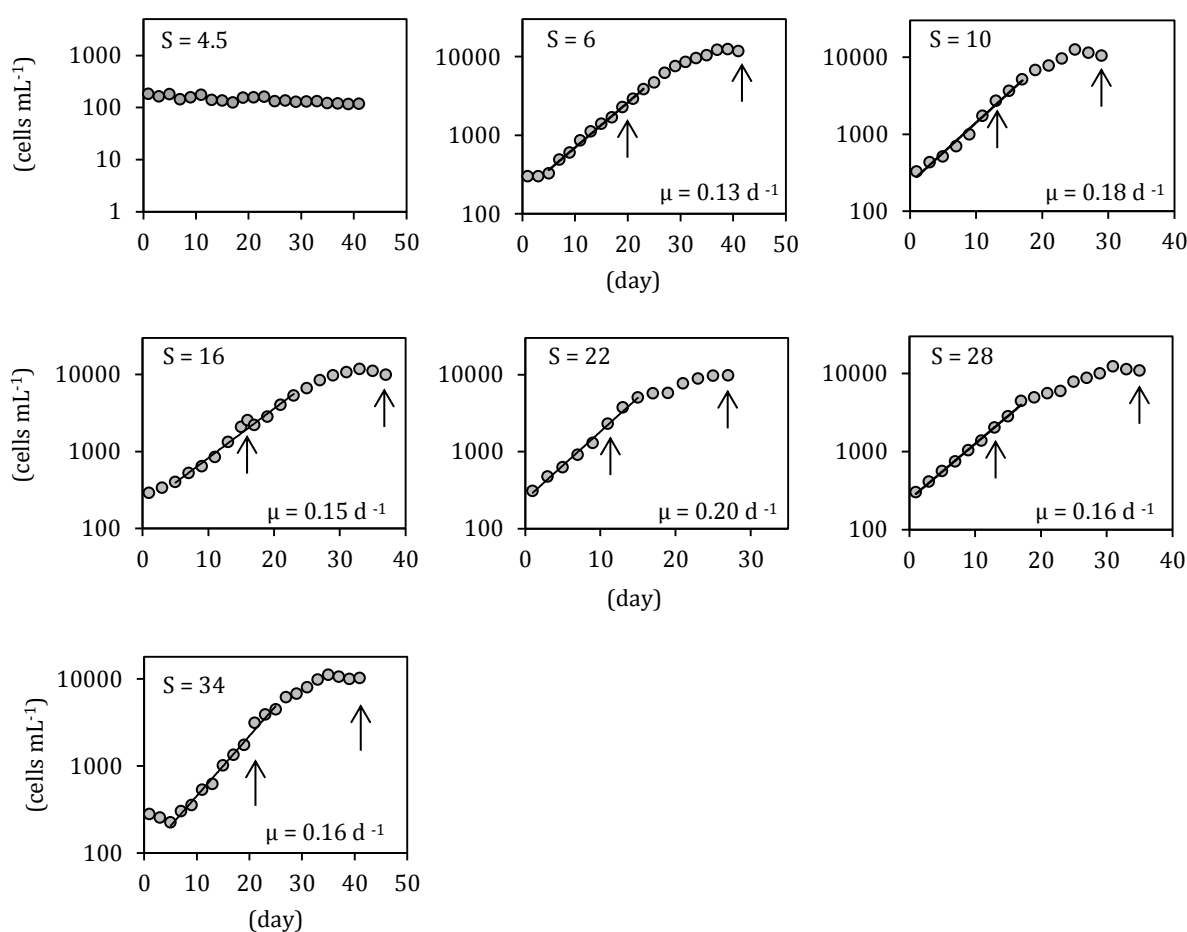 (cells mL-1)
S = 4.5
1000
100
10
1
0 10 20 30 40 50
S = 6
10000
1000
100
μ = 0.13 d -1
0 10 20 30 40 50
(day)
S = 10
10000
1000
100
μ = 0.18 d -1
0 10 20 30 40
(cells mL-1)
S = 16
10000
1000
100
μ = 0.15 d -1
0 10 20 30 40
S = 22
10000
1000
100
μ = 0.20 d -1
0 10 20 30
(day)
S = 28
10000
1000
100
μ = 0.16 d -1
0 10 20 30 40
(cells mL-1)
S = 34
10000
1000
100
μ = 0.16 d -1
0 10 20 30 40 50
(day)